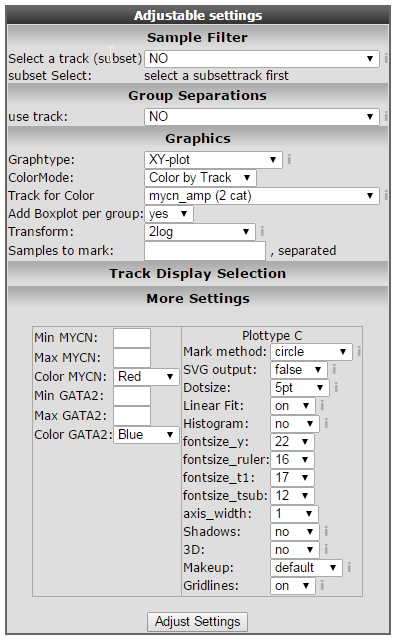 Adjustable settings
Sample Filter
Select a track (subset) NO i
subset Select: select a subsettrack first
Group Separations
use track: NO i
Graphics
Graphtype: XY-plot i
ColorMode: Color by Track
Track for Color mycn_amp (2 cat) i
Add Boxplot per group: yes
Transform: 2log i
Samples to mark: , separated
Track Display Selection
More Settings
Min MYCN:
Max MYCN:
Color MYCN: Red
Min GATA2:
Max GATA2:
Color GATA2: Blue
Plottype C
Mark method: circle i
SVG output: false i
Dotsize: 5pt i
Linear Fit: on i
Histogram: no i
fontsize_y: 22
fontsize_ruler: 16
fontsize_t1: 17
fontsize_tsub: 12
axis_width: 1
Shadows: no i
3D: no i
Makeup: default i
Gridlines: on i
Adjust Settings